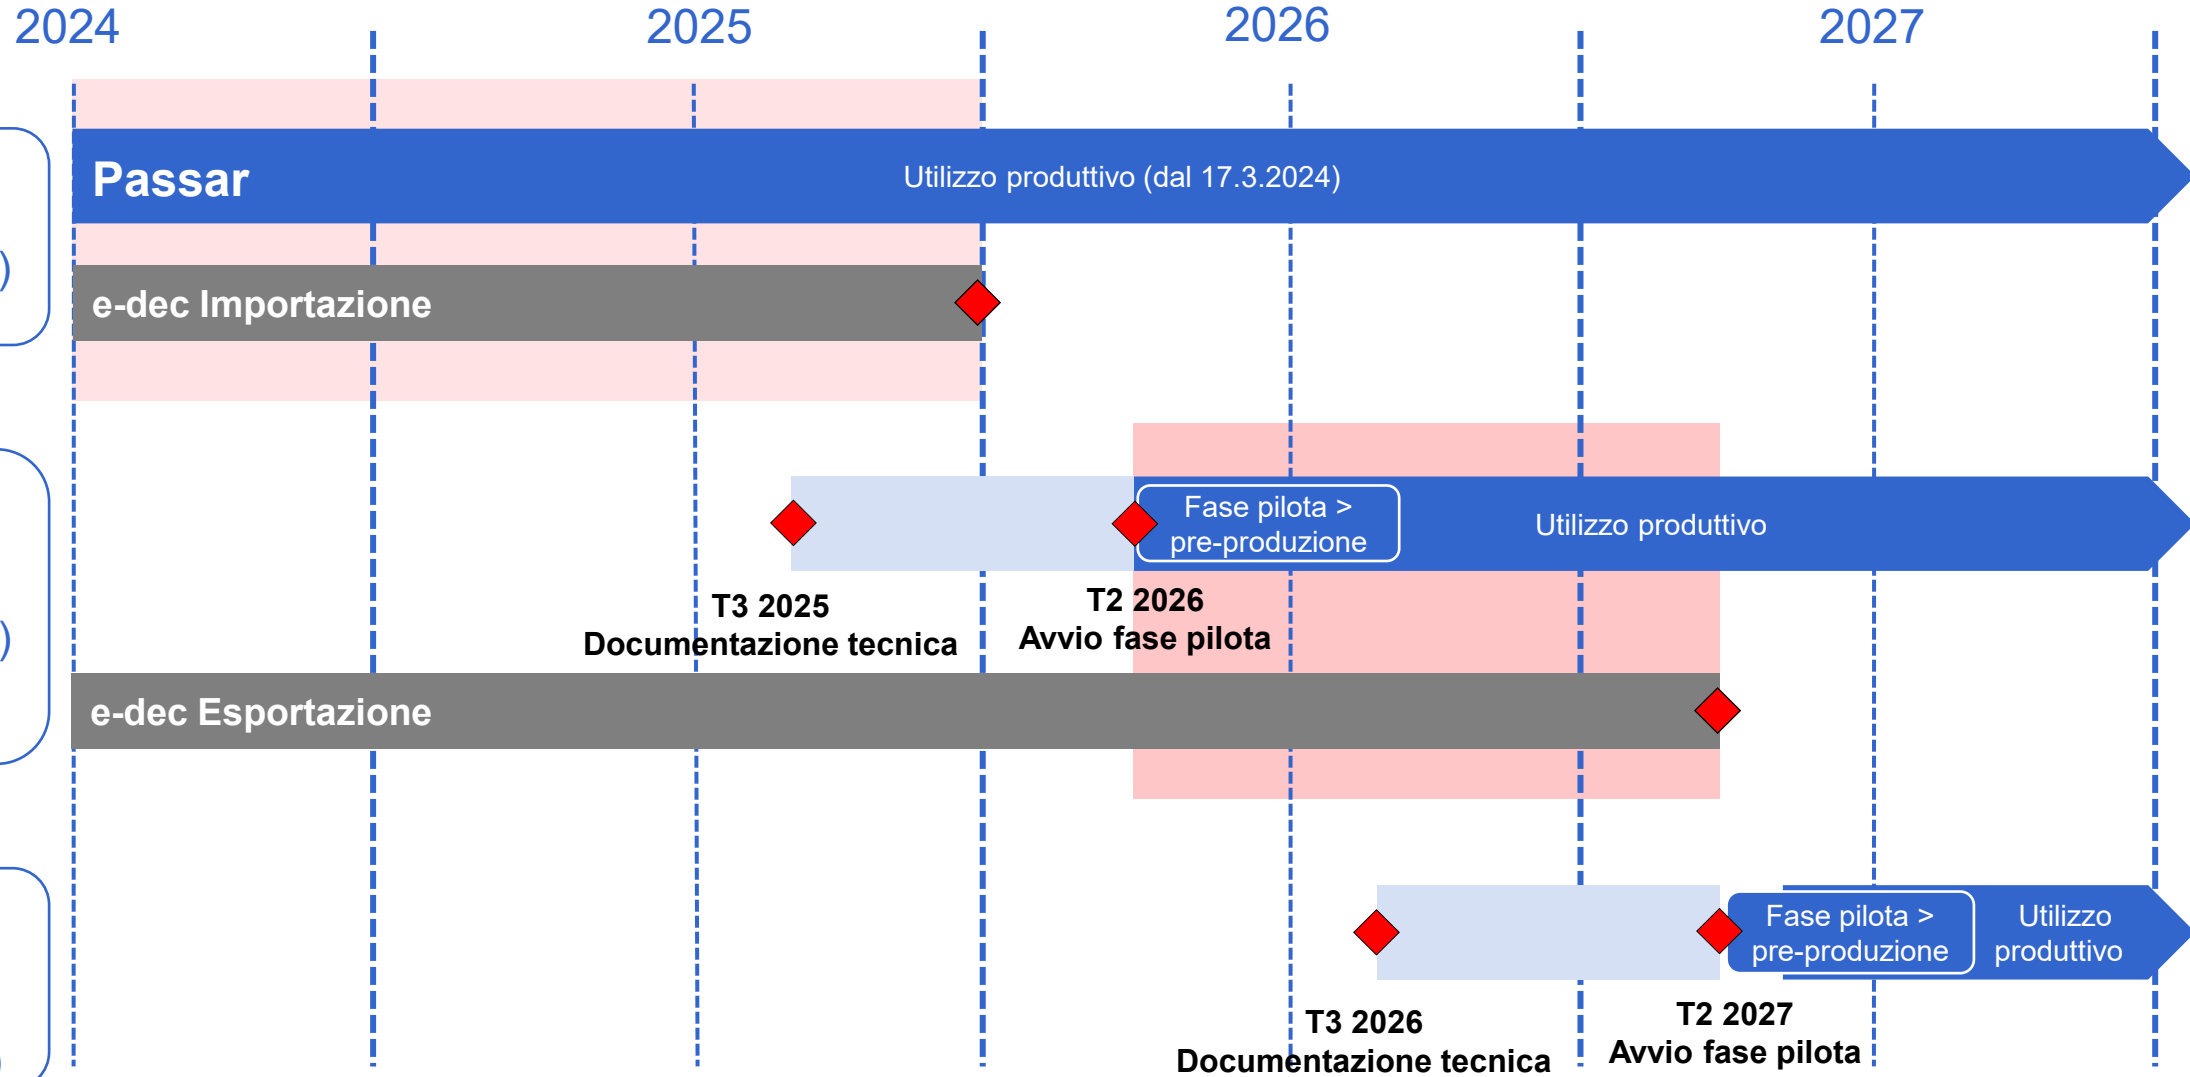 2024
2025
2026
2027
Passar
Utilizzo produttivo (dal 17.3.2024)
)
e-dec Importazione
Fase pilota >
pre-produzione
Utilizzo produttivo
T3 2025
Documentazione tecnica
T2 2026
Avvio fase pilota
)
e-dec Esportazione
Fase pilota >
pre-produzione
Utilizzo
produttivo
T3 2026
Documentazione tecnica
T2 2027
Avvio fase pilota